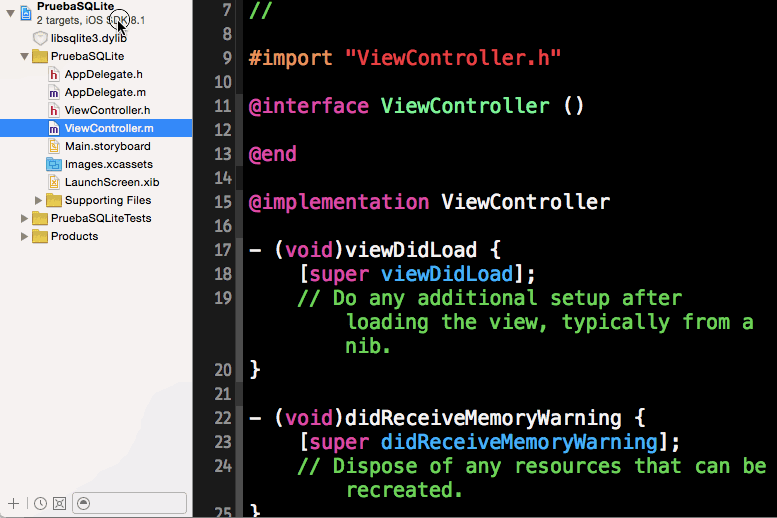 PruebaSQLite
2 targets, iOS SDK 8.1
libsqlite3.dylib
PruebaSQLite
h AppDelegate.h
m AppDelegate.m
h ViewController.h
m ViewController.m
Main.storyboard
Images.xcassets
LaunchScreen.xib
Supporting Files
PruebaSQLiteTests
Products
7 //
8
9 #import "ViewController.h"
10
11 @interface ViewController ()
12
13 @end
14
15 @implementation ViewController
16
17 – (void)viewDidLoad {
18 [super viewDidLoad];
19 // Do any additional setup after
loading the view, typically from a
nib.
20 }
21
22 – (void)didReceiveMemoryWarning {
23 [super didReceiveMemoryWarning];
24 // Dispose of any resources that can be
recreated.
25 }